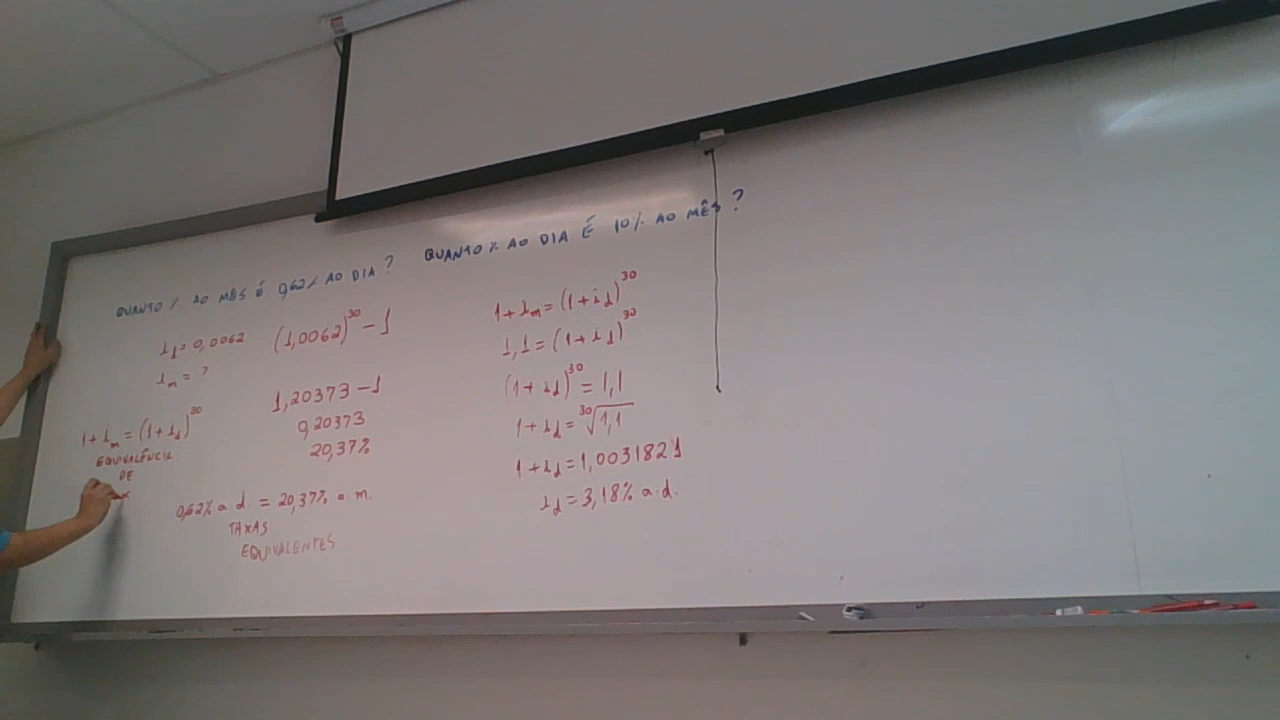 QUANTO % AO MÊS É 0,62% AO DIA ?
i_d = 0,0062
i_m = ?
(1,0062)^30 - 1
1,20373 - 1
0,20373
20,37%
1 + i_m = (1 + i_d)^30
EQUIVALÊNCIA
DE
0,62% a d. = 20,37% a. m.
TAXAS
EQUIVALENTES
QUANTO % AO DIA É 10% AO MÊS ?
1 + i_m = (1 + i_d)^30
1,1 = (1 + i_d)^30
(1 + i_d)^30 = 1,1
1 + i_d = ³⁰√1,1
1 + i_d = 1,0031821
i_d = 3,18% a.d.